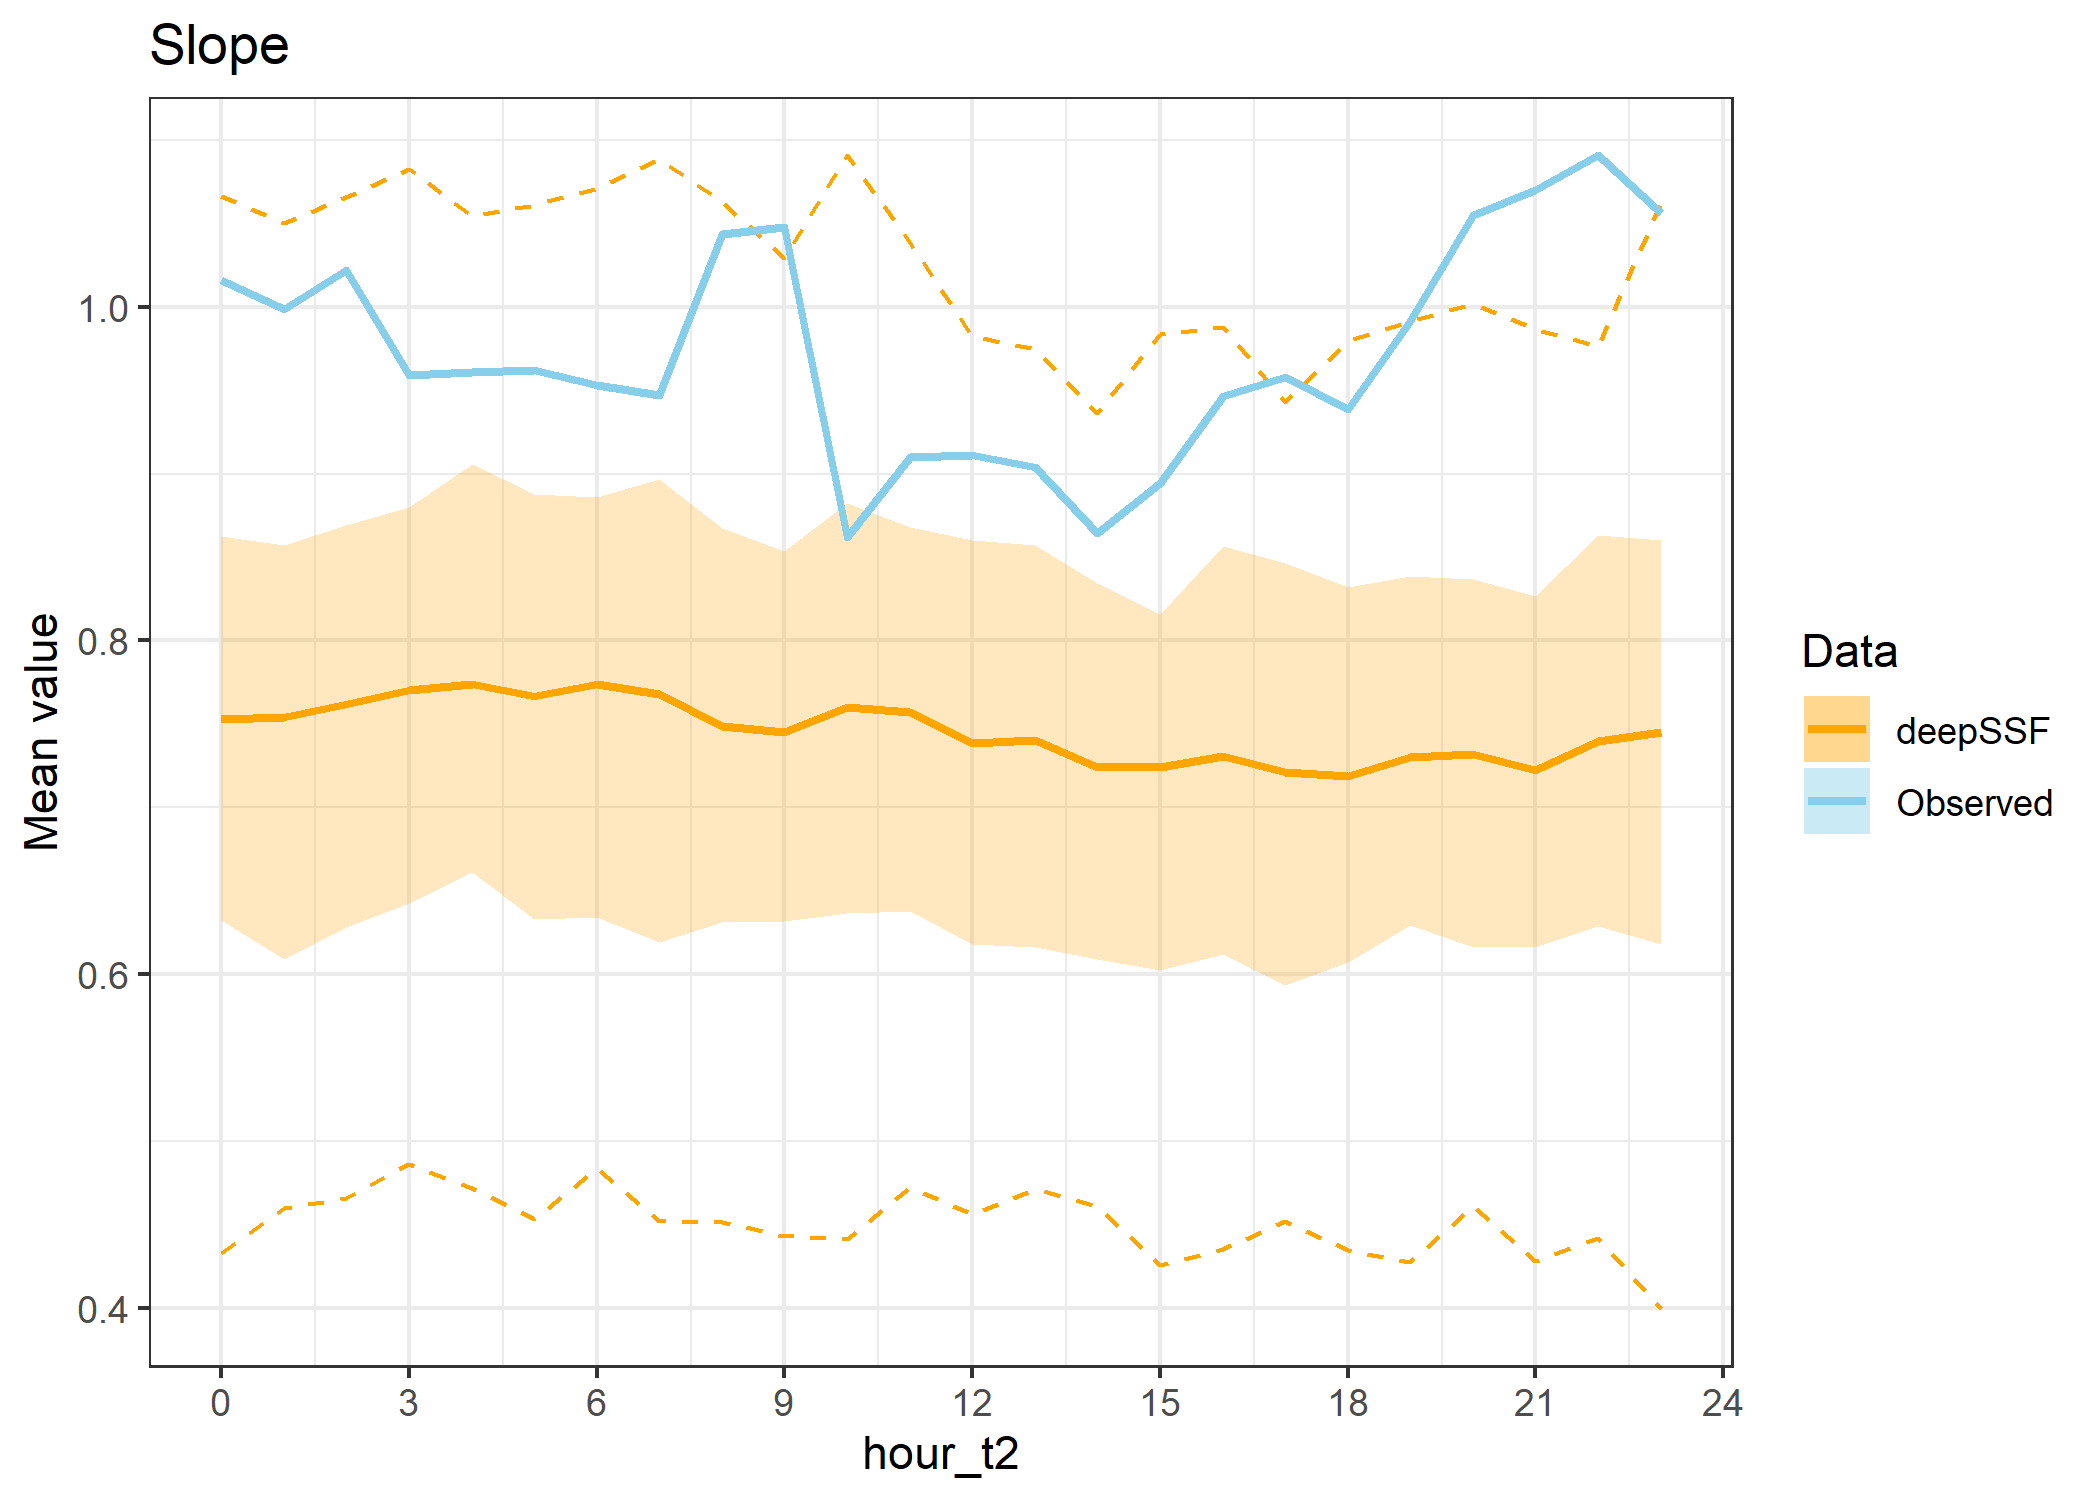 Slope
Mean value
1.0
0.8
0.6
0.4
0 3 6 9 12 15 18 21 24
hour_t2
Data
deepSSF
Observed